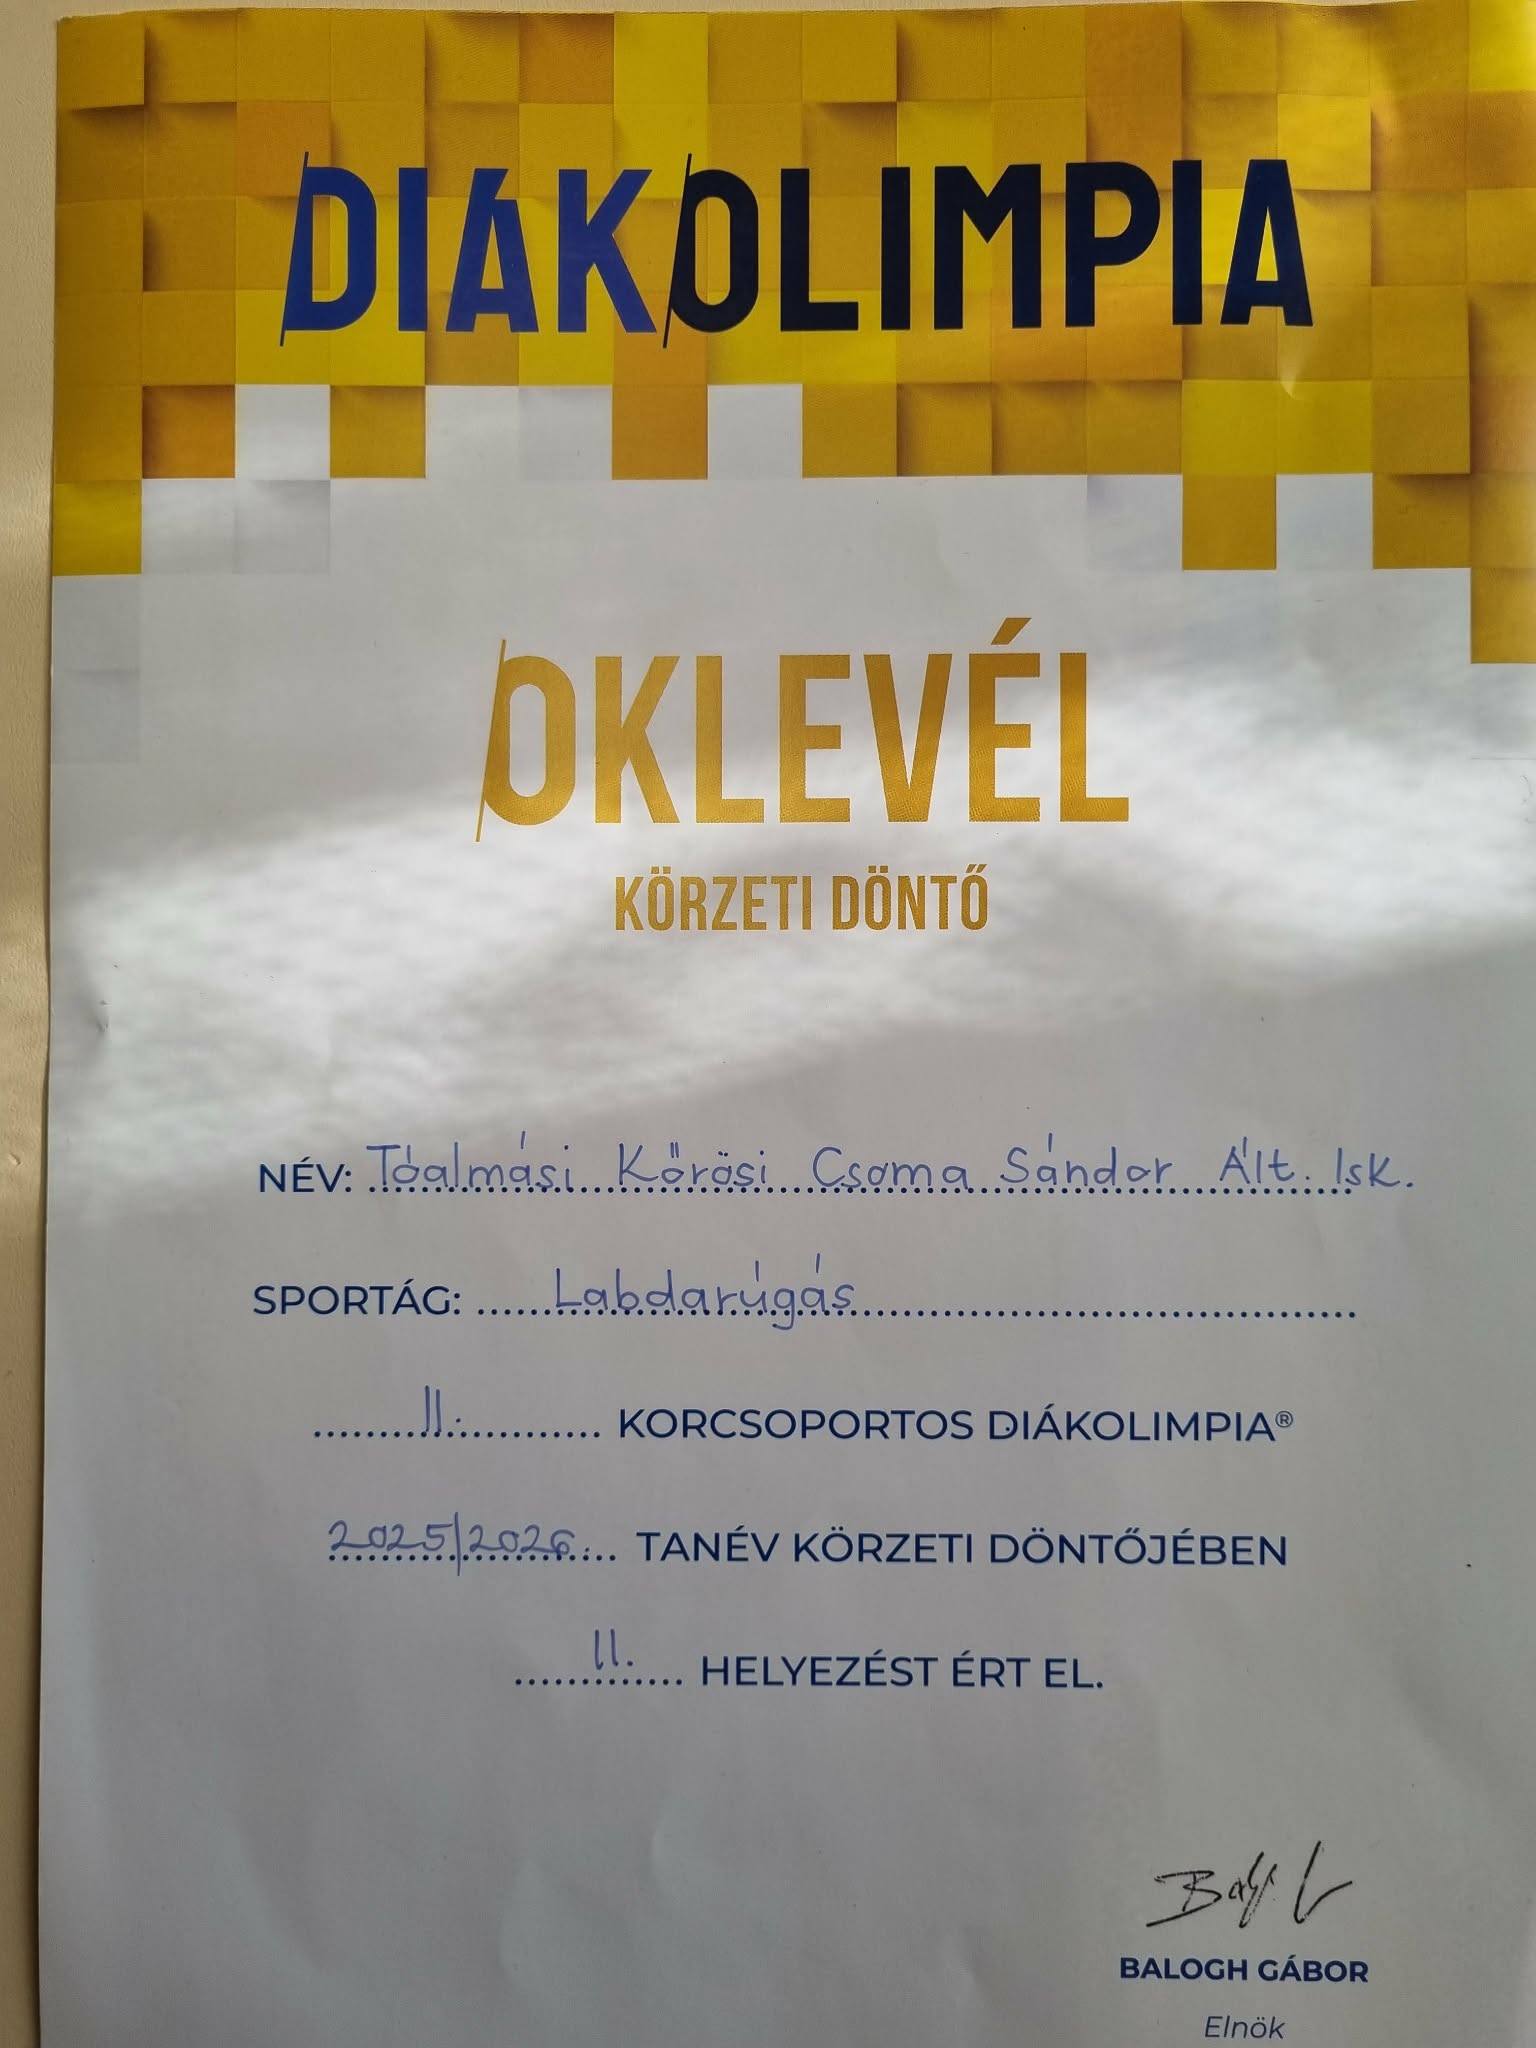 DIÁKOLIMPIA
OKLEVÉL
KÖRZETI DÖNTŐ
NÉV: Tóalmási Kőrösi Csoma Sándor Ált. Isk.
SPORTÁG: Labdarúgás
II. KORCSOPORTOS DIÁKOLIMPIA®
2025/2026. TANÉV KÖRZETI DÖNTŐJÉBEN
II. HELYEZÉST ÉRT EL.
BALOGH GÁBOR
Elnök